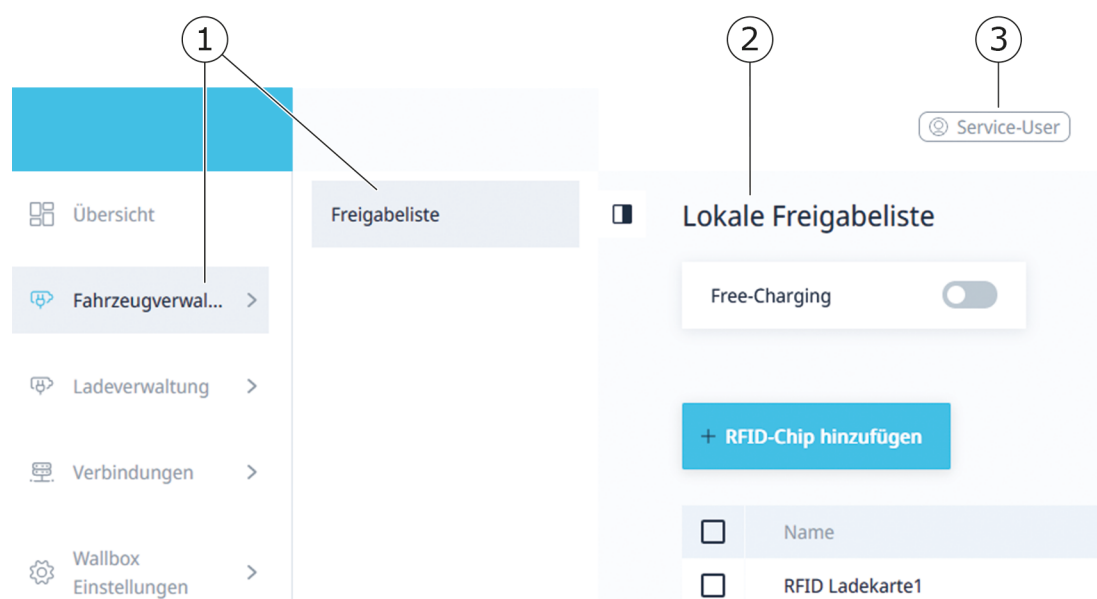 1
2
3
Service-User
Übersicht
Freigabeliste
Lokale Freigabeliste
Fahrzeugverwal...
Free-Charging
Ladeverwaltung
+ RFID-Chip hinzufügen
Verbindungen
Name
Wallbox
Einstellungen
RFID Ladekarte1